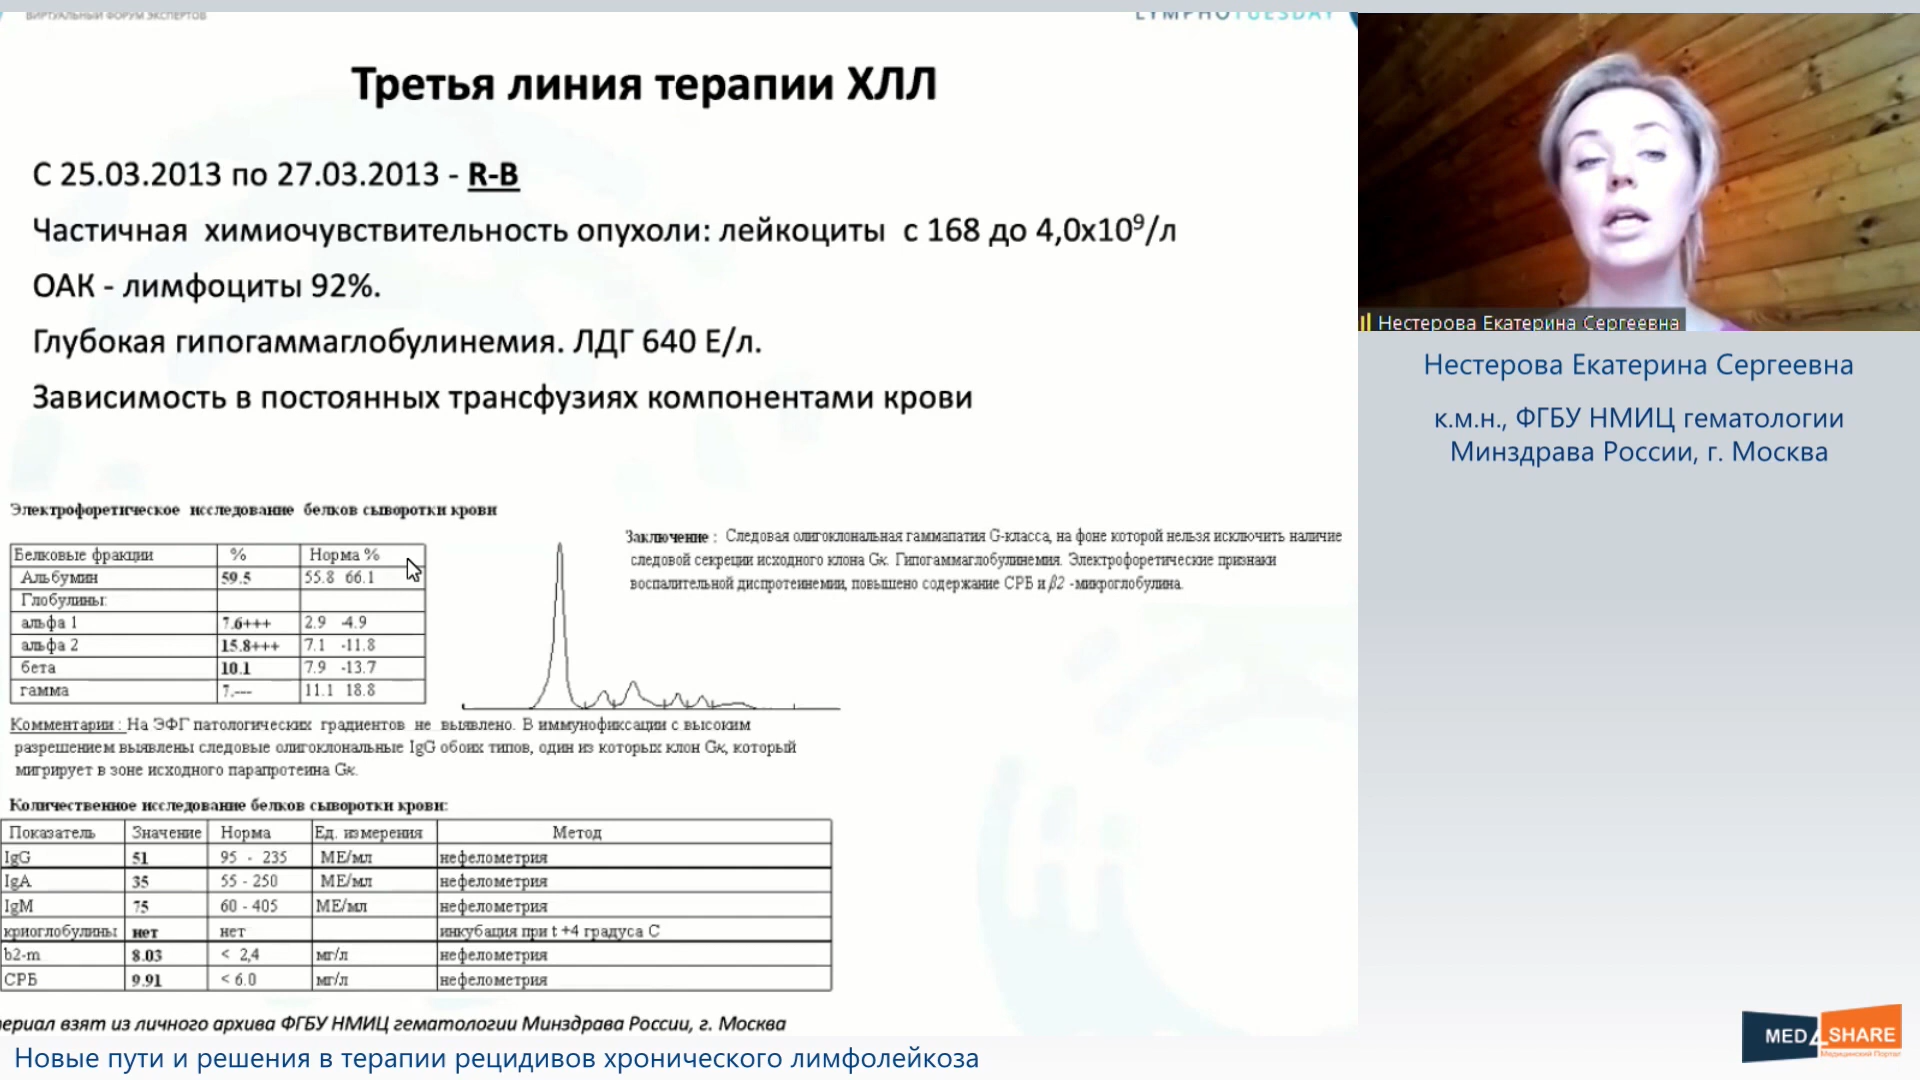 ВИРТУАЛЬНЫЙ ФОРУМ ЭКСПЕРТОВ
LYMPHOTUESDAY
Третья линия терапии ХЛЛ
С 25.03.2013 по 27.03.2013 - R-B
Частичная химиочувствительность опухоли: лейкоциты с 168 до 4,0х10⁹/л
ОАК - лимфоциты 92%.
Глубокая гипогаммаглобулинемия. ЛДГ 640 Е/л.
Зависимость в постоянных трансфузиях компонентами крови
Электрофоретическое исследование белков сыворотки крови
Белковые фракции % Норма %
Альбумин 59.5 55.8 66.1
Глобулины:
альфа 1 7.6+++ 2.9 -4.9
альфа 2 15.8+++ 7.1 -11.8
бета 10.1 7.9 -13.7
гамма 7.--- 11.1 18.8
Заключение : Следовая олигоклональная гаммапатия G-класса, на фоне которой нельзя исключить наличие
следовой секреции исходного клона Gк. Гипогаммаглобулинемия. Электрофоретические признаки
воспалительной диспротеинемии, повышено содержание СРБ и β2 -микроглобулина.
Комментарии : На ЭФГ патологических градиентов не выявлено. В иммунофиксации с высоким
разрешением выявлены следовые олигоклональные IgG обоих типов, один из которых клон Gк, который
мигрирует в зоне исходного парапротеина Gк.
Количественное исследование белков сыворотки крови:
Показатель Значение Норма Ед. измерения Метод
IgG 51 95 - 235 МЕ/мл нефелометрия
IgA 35 55 - 250 МЕ/мл нефелометрия
IgM 75 60 - 405 МЕ/мл нефелометрия
криоглобулины нет нет инкубация при t +4 градуса С
b2-m 8.03 < 2,4 мг/л нефелометрия
СРБ 9.91 < 6.0 мг/л нефелометрия
ериал взят из личного архива ФГБУ НМИЦ гематологии Минздрава России, г. Москва
Новые пути и решения в терапии рецидивов хронического лимфолейкоза
Нестерова Екатерина Сергеевна
Нестерова Екатерина Сергеевна
к.м.н., ФГБУ НМИЦ гематологии
Минздрава России, г. Москва
MED4SHARE
Медицинский Портал